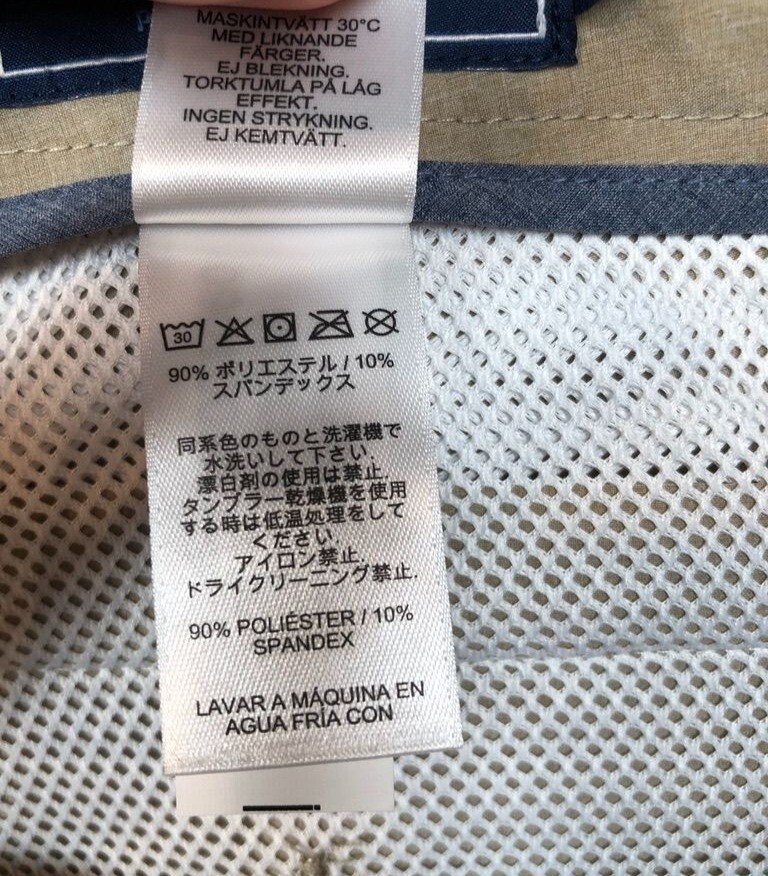 MASKINTVÄTT 30°C
MED LIKNANDE
FÄRGER.
EJ BLEKNING.
TORKTUMLA PÅ LÅG
EFFEKT.
INGEN STRYKNING.
EJ KEMTVÄTT.
30
90% ポリエステル / 10%
スパンデックス
同系色のものと洗濯機で
水洗いして下さい.
漂白剤の使用は禁止.
タンブラー乾燥機を使用
する時は低温処理をして
ください.
アイロン禁止.
ドライクリーニング禁止.
90% POLIÉSTER / 10%
SPANDEX
LAVAR A MÁQUINA EN
AGUA FRÍA CON